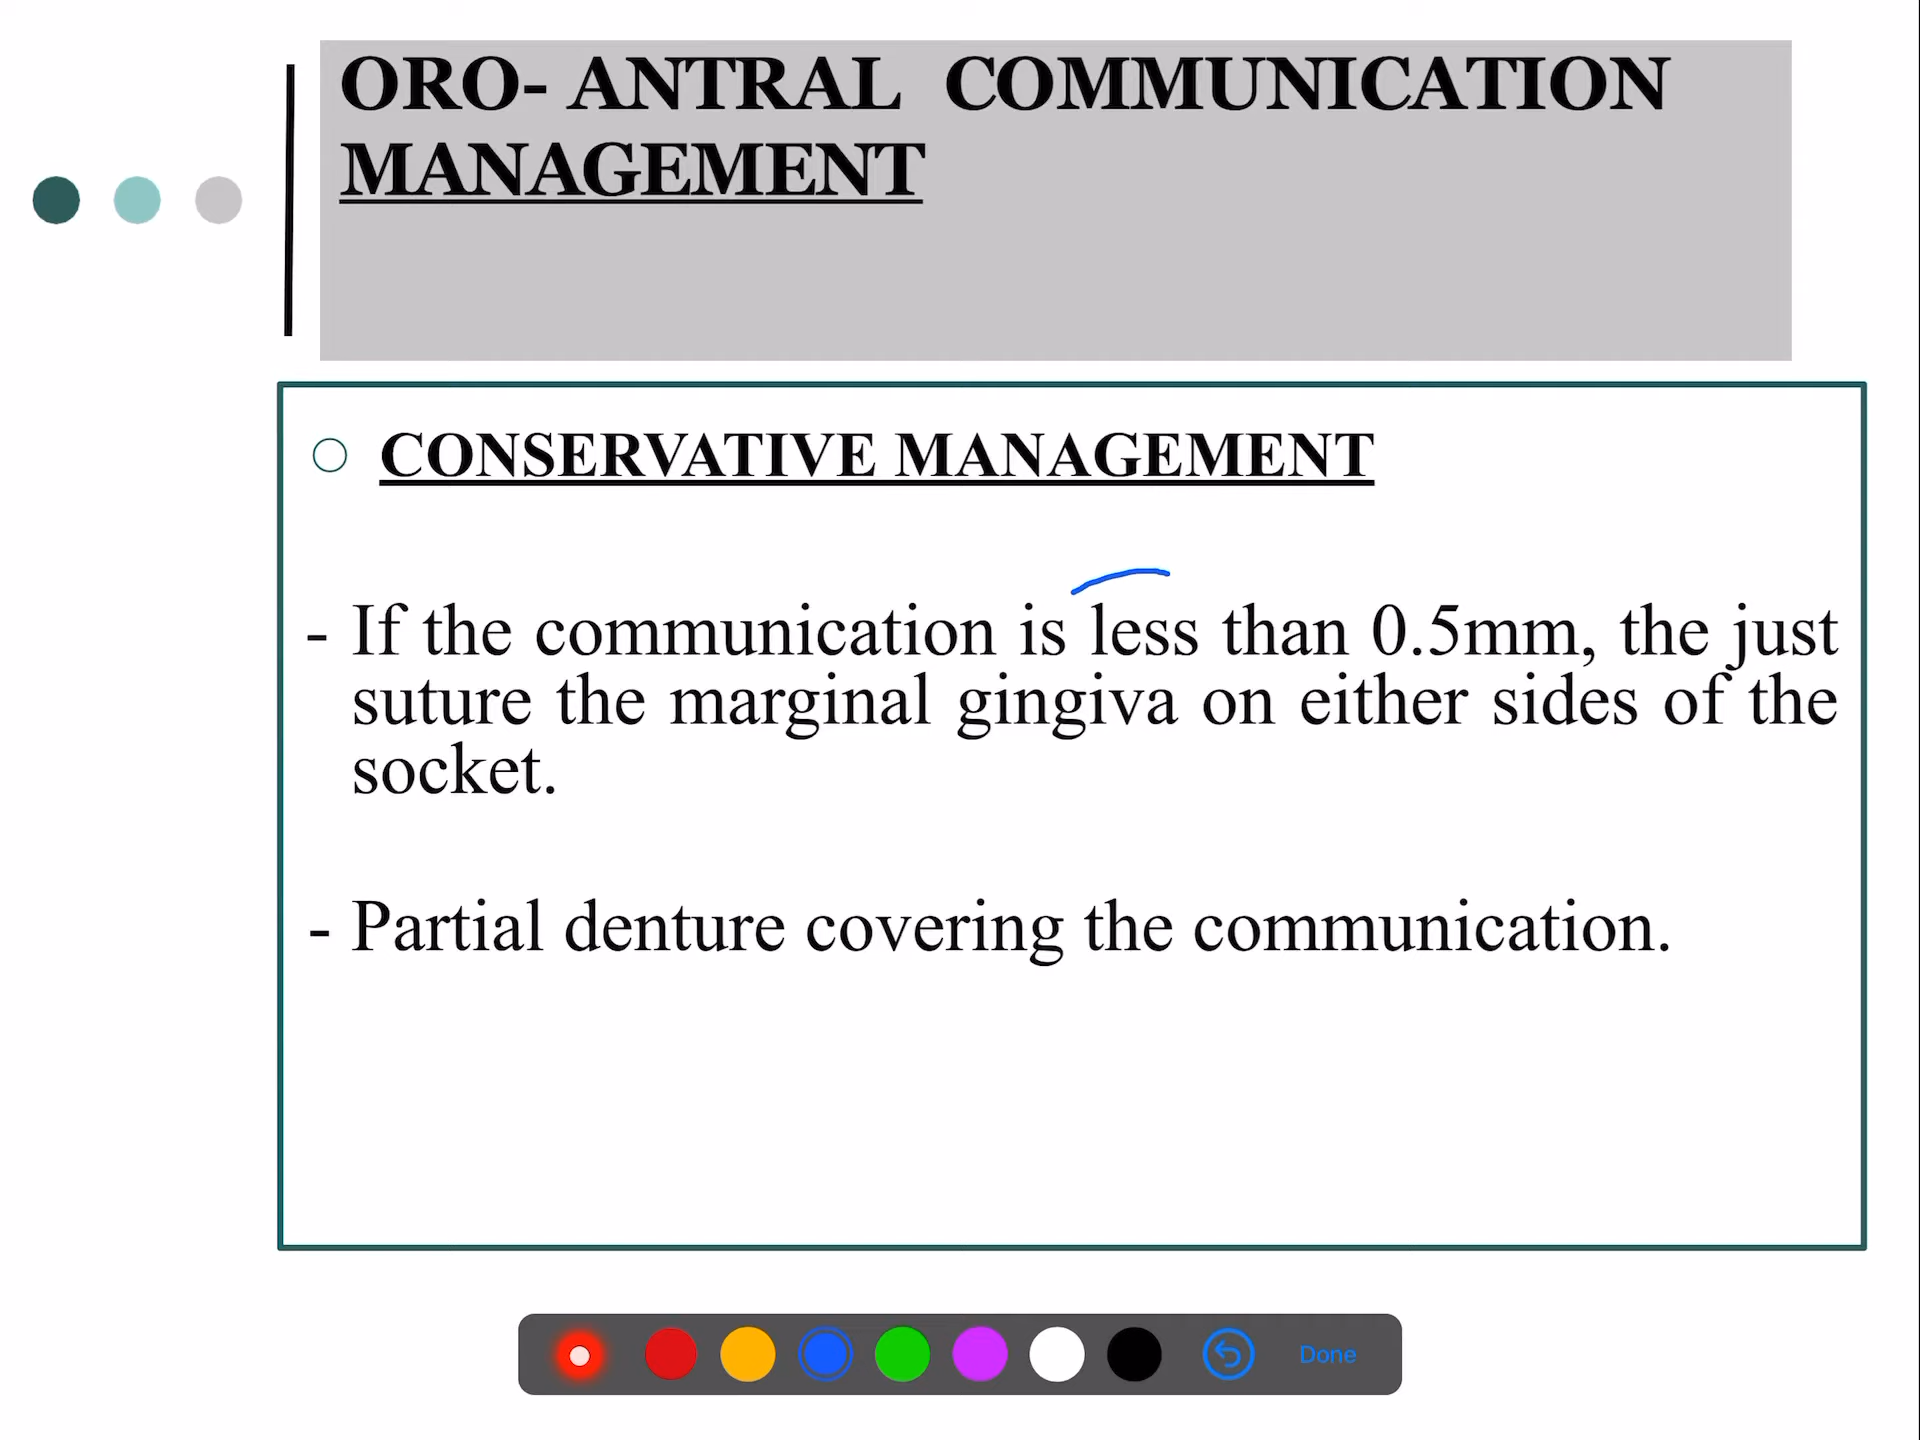 ORO- ANTRAL COMMUNICATION
MANAGEMENT
CONSERVATIVE MANAGEMENT
- If the communication is less than 0.5mm, the just
suture the marginal gingiva on either sides of the
socket.
- Partial denture covering the communication.
Done